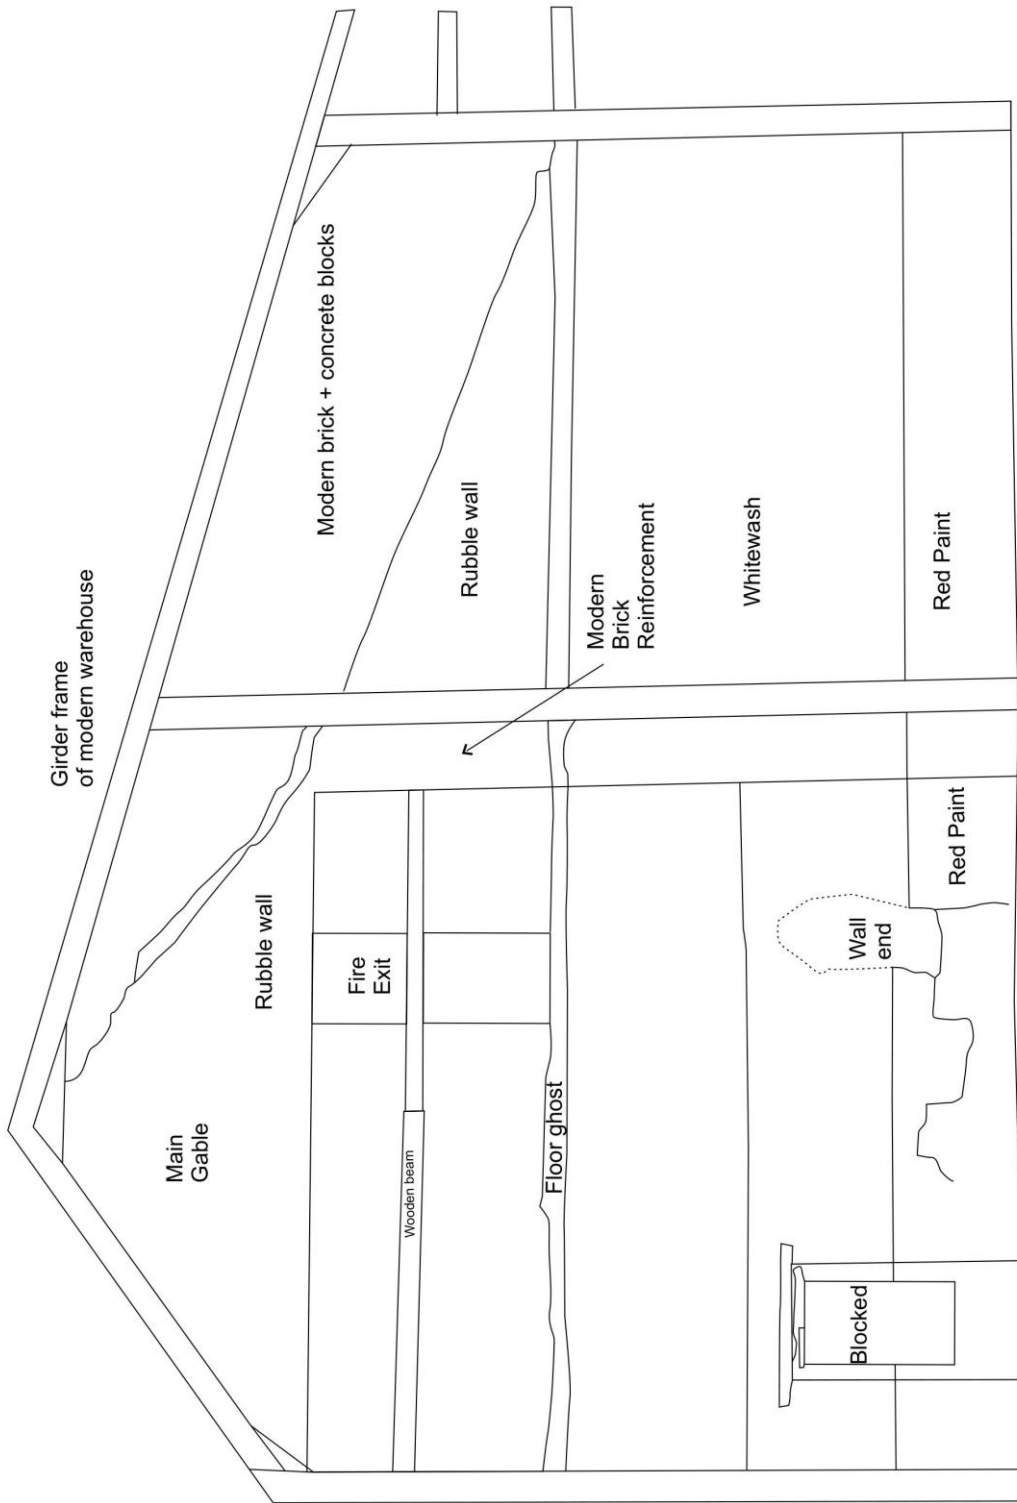 Girder frame
of modern warehouse
Main
Gable
Rubble wall
Modern brick + concrete blocks
Fire
Exit
Wooden beam
Rubble wall
Floor ghost
Modern
Brick
Reinforcement
Whitewash
Blocked
Wall
end
Red Paint
Red Paint